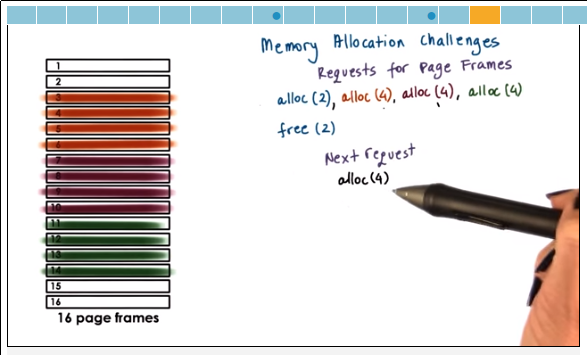 Memory Allocation Challenges
Requests for Page Frames
alloc (2), alloc (4), alloc (4), alloc (4)
free (2)
Next request
alloc (4)
1
2
3
4
5
6
7
8
9
10
11
12
13
14
15
16
16 page frames